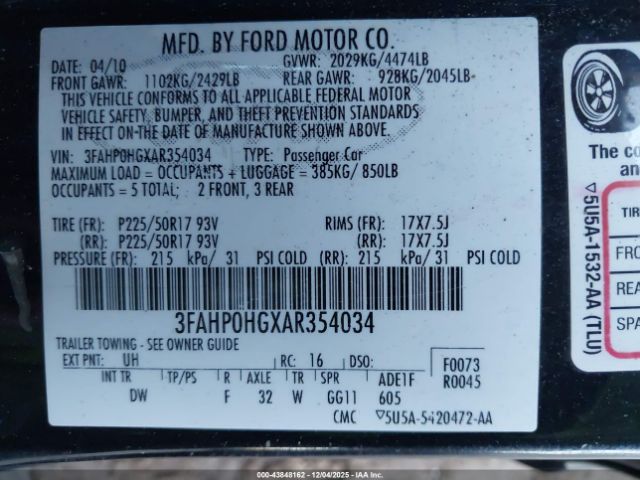 MFD. BY FORD MOTOR CO.
DATE: 04/10 GVWR: 2029KG/4474LB
FRONT GAWR: 1102KG/2429LB REAR GAWR: 928KG/2045LB
THIS VEHICLE CONFORMS TO ALL APPLICABLE FEDERAL MOTOR
VEHICLE SAFETY, BUMPER, AND THEFT PREVENTION STANDARDS
IN EFFECT ON THE DATE OF MANUFACTURE SHOWN ABOVE.
VIN: 3FAHP0HGXAR354034 TYPE: Passenger Car
MAXIMUM LOAD = OCCUPANTS + LUGGAGE = 385KG/ 850LB
OCCUPANTS = 5 TOTAL; 2 FRONT, 3 REAR
TIRE (FR): P225/50R17 93V RIMS (FR): 17X7.5J
(RR): P225/50R17 93V (RR): 17X7.5J
PRESSURE (FR): 215 kPa/ 31 PSI COLD (RR): 215 kPa/ 31 PSI COLD
3FAHP0HGXAR354034
TRAILER TOWING - SEE OWNER GUIDE
EXT PNT: UH RC: 16 DSO: F0073
R0045
INT TR TP/PS R AXLE TR SPR ADE1F
DW F 32 W GG11 605
CMC ▽5U5A-5420472-AA
The co
an
▽5U5A-1532-AA (TLU)
TIR
FRO
REA
SPA
© Copyright #43848162 - 12/04/2025 - IAAI. All Rights Reserved.